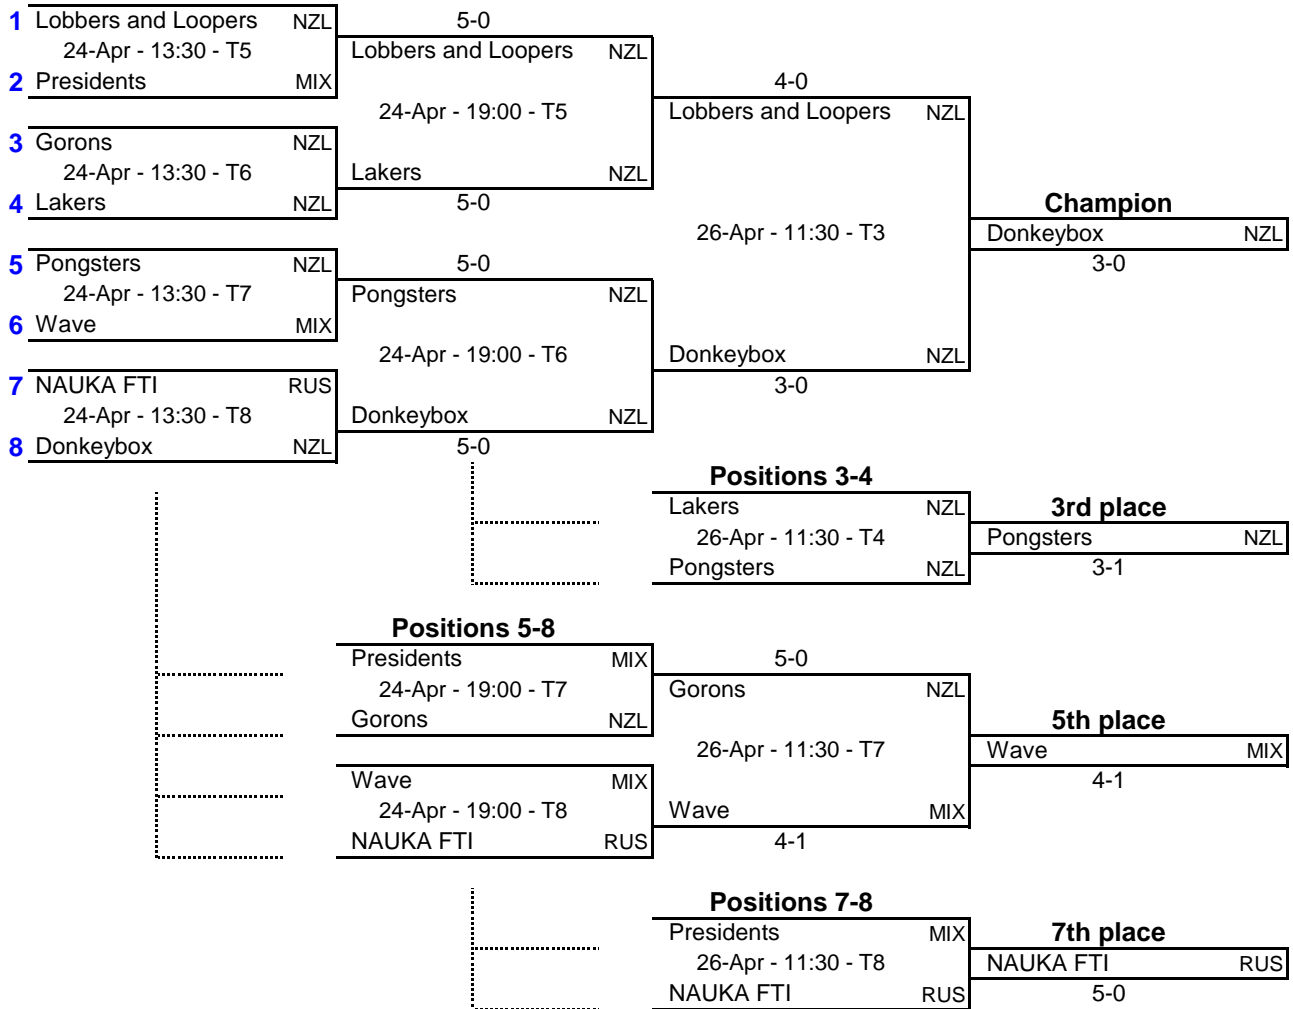 1 Lobbers and Loopers NZL 5-0
24-Apr - 13:30 - T5 Lobbers and Loopers NZL
2 Presidents MIX 4-0
24-Apr - 19:00 - T5 Lobbers and Loopers NZL
3 Gorons NZL
24-Apr - 13:30 - T6 Lakers NZL
4 Lakers NZL 5-0 Champion
26-Apr - 11:30 - T3 Donkeybox NZL
5 Pongsters NZL 5-0 3-0
24-Apr - 13:30 - T7 Pongsters NZL
6 Wave MIX
24-Apr - 19:00 - T6 Donkeybox NZL
7 NAUKA FTI RUS 3-0
24-Apr - 13:30 - T8 Donkeybox NZL
8 Donkeybox NZL 5-0
Positions 3-4
Lakers NZL 3rd place
26-Apr - 11:30 - T4 Pongsters NZL
Pongsters NZL 3-1
Positions 5-8
Presidents MIX 5-0
24-Apr - 19:00 - T7 Gorons NZL
Gorons NZL 5th place
26-Apr - 11:30 - T7 Wave MIX
Wave MIX 4-1
24-Apr - 19:00 - T8 Wave MIX
NAUKA FTI RUS 4-1
Positions 7-8
Presidents MIX 7th place
26-Apr - 11:30 - T8 NAUKA FTI RUS
NAUKA FTI RUS 5-0